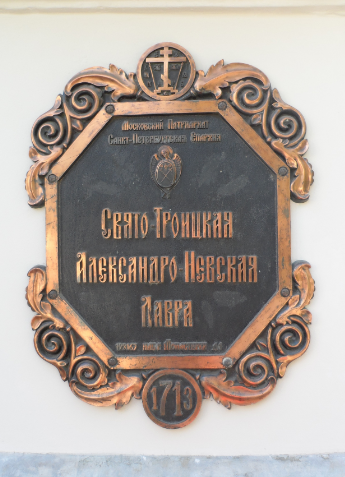 Московский Патриархат
Санкт-Петербургская Епархия
Свято-Троицкая
Александро-Невская
Лавра
1713